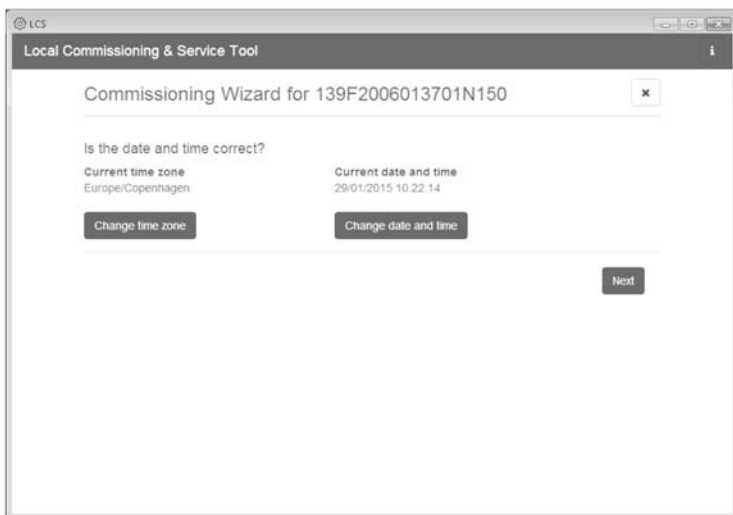 LCS
Local Commissioning & Service Tool
i
Commissioning Wizard for 139F2006013701N150
Is the date and time correct?
Current time zone
Current date and time
Europe/Copenhagen
29/01/2015 10.22.14
Change time zone
Change date and time
Next